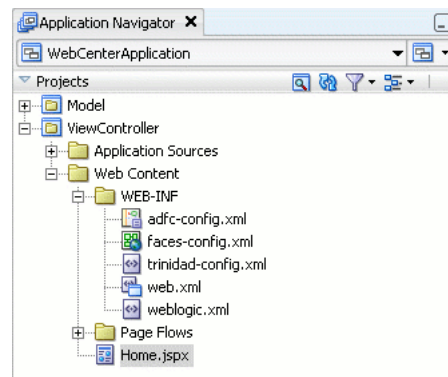 Application Navigator
WebCenterApplication
Projects
Model
ViewController
Application Sources
Web Content
WEB-INF
adfc-config.xml
faces-config.xml
trinidad-config.xml
web.xml
weblogic.xml
Page Flows
Home.jspx